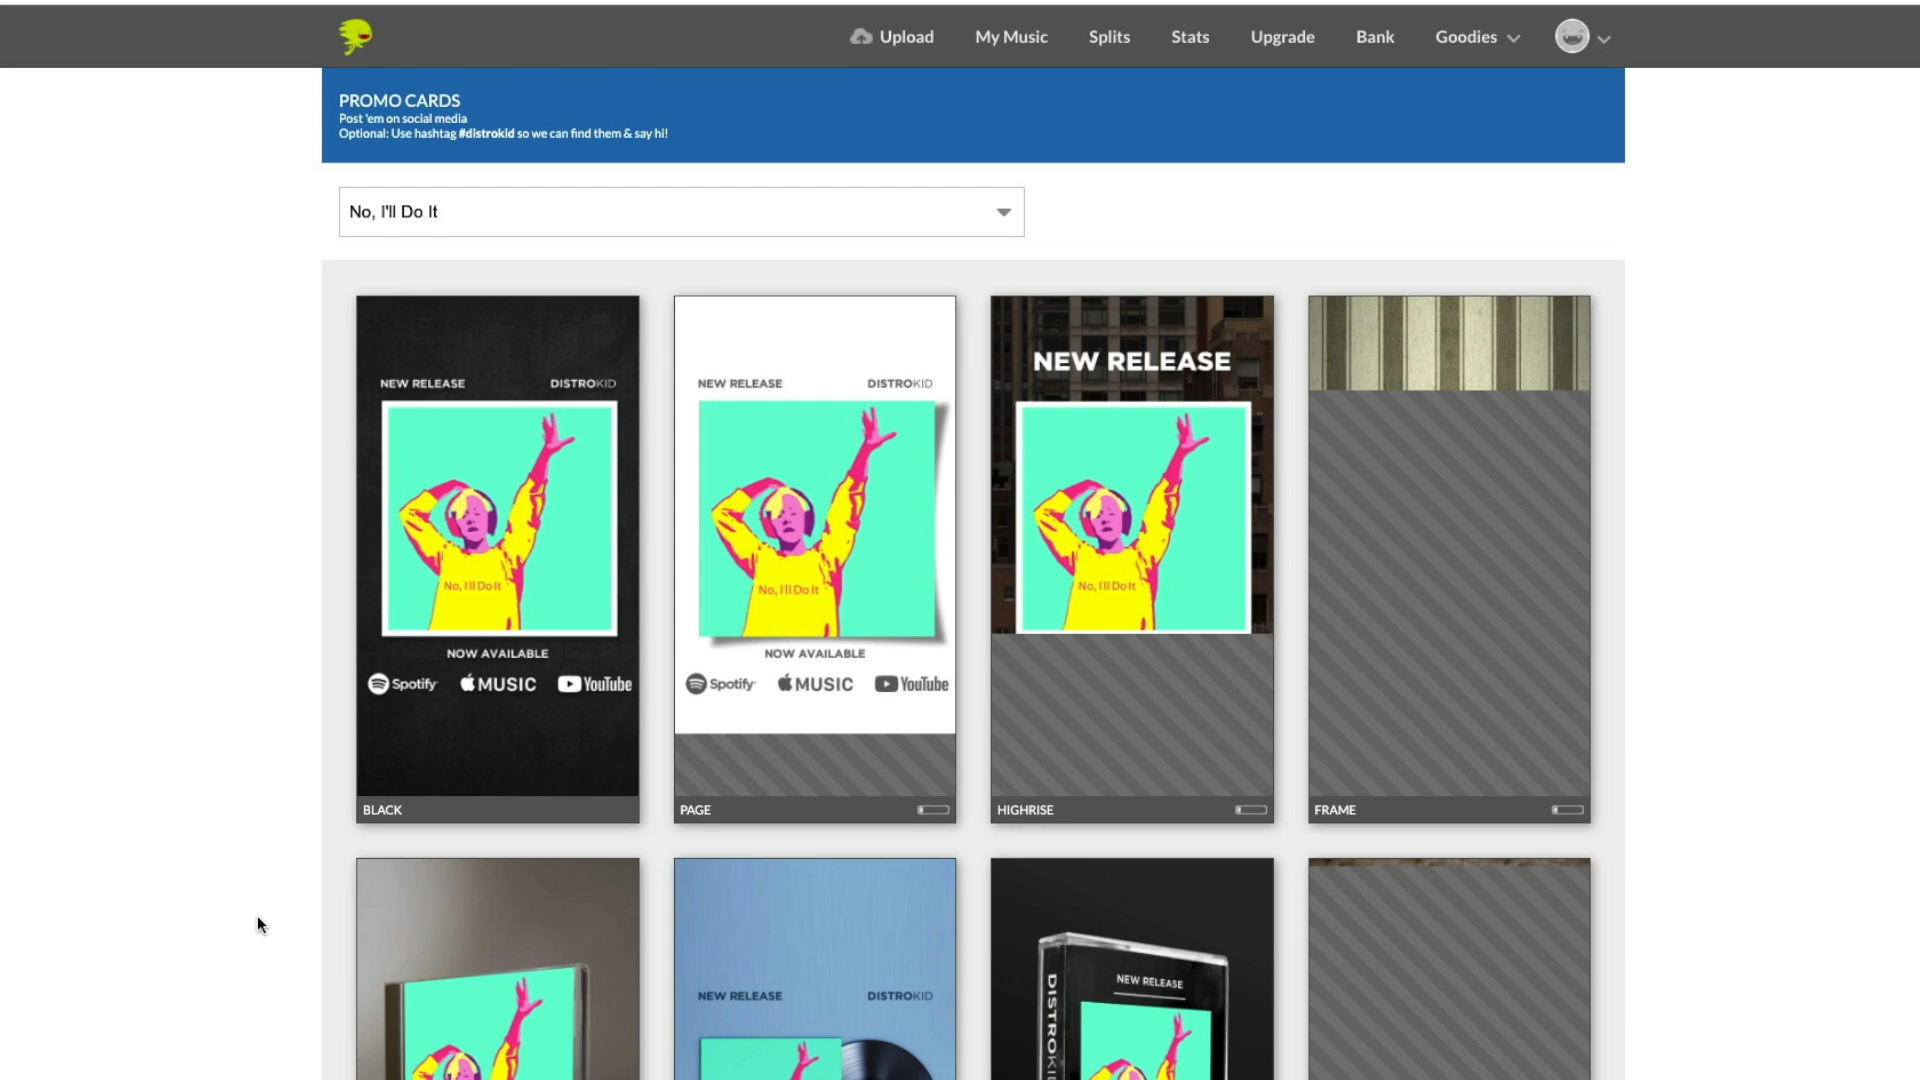 Upload My Music Splits Stats Upgrade Bank Goodies
PROMO CARDS
Post 'em on social media
Optional: Use hashtag #distrokid so we can find them & say hi!
No, I'll Do It
NEW RELEASE DISTROKID
No, I'll Do It
NOW AVAILABLE
Spotify MUSIC YouTube
BLACK
NEW RELEASE DISTROKID
No, I'll Do It
NOW AVAILABLE
Spotify MUSIC YouTube
PAGE
NEW RELEASE
No, I'll Do It
HIGHRISE
FRAME
NEW RELEASE DISTROKID
NEW RELEASE
DISTROKI